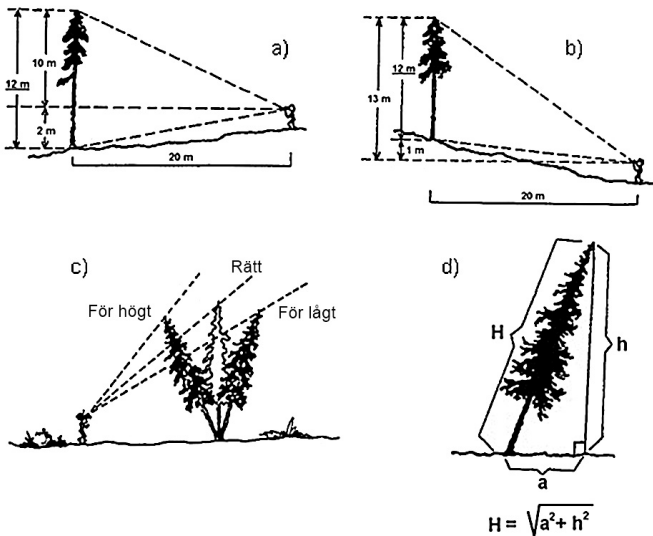 a)
10 m
12 m
2 m
20 m
b)
12 m
13 m
1 m
20 m
c)
Rätt
För högt
För lågt
d)
H
h
a
H = √a²+ h²